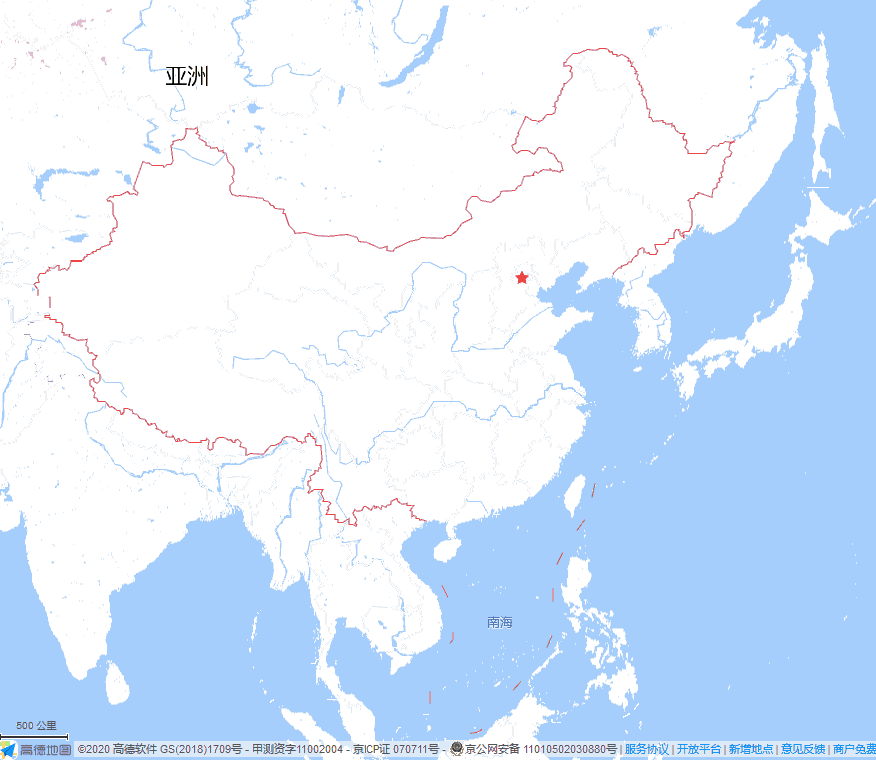 亚洲
南海
500 公里
高德地图 ©2020 高德软件 GS(2018)1709号 - 甲测资字11002004 - 京ICP证 070711号 - 京公网安备 11010502030880号 | 服务协议 | 开放平台 | 新增地点 | 意见反馈 | 商户免费